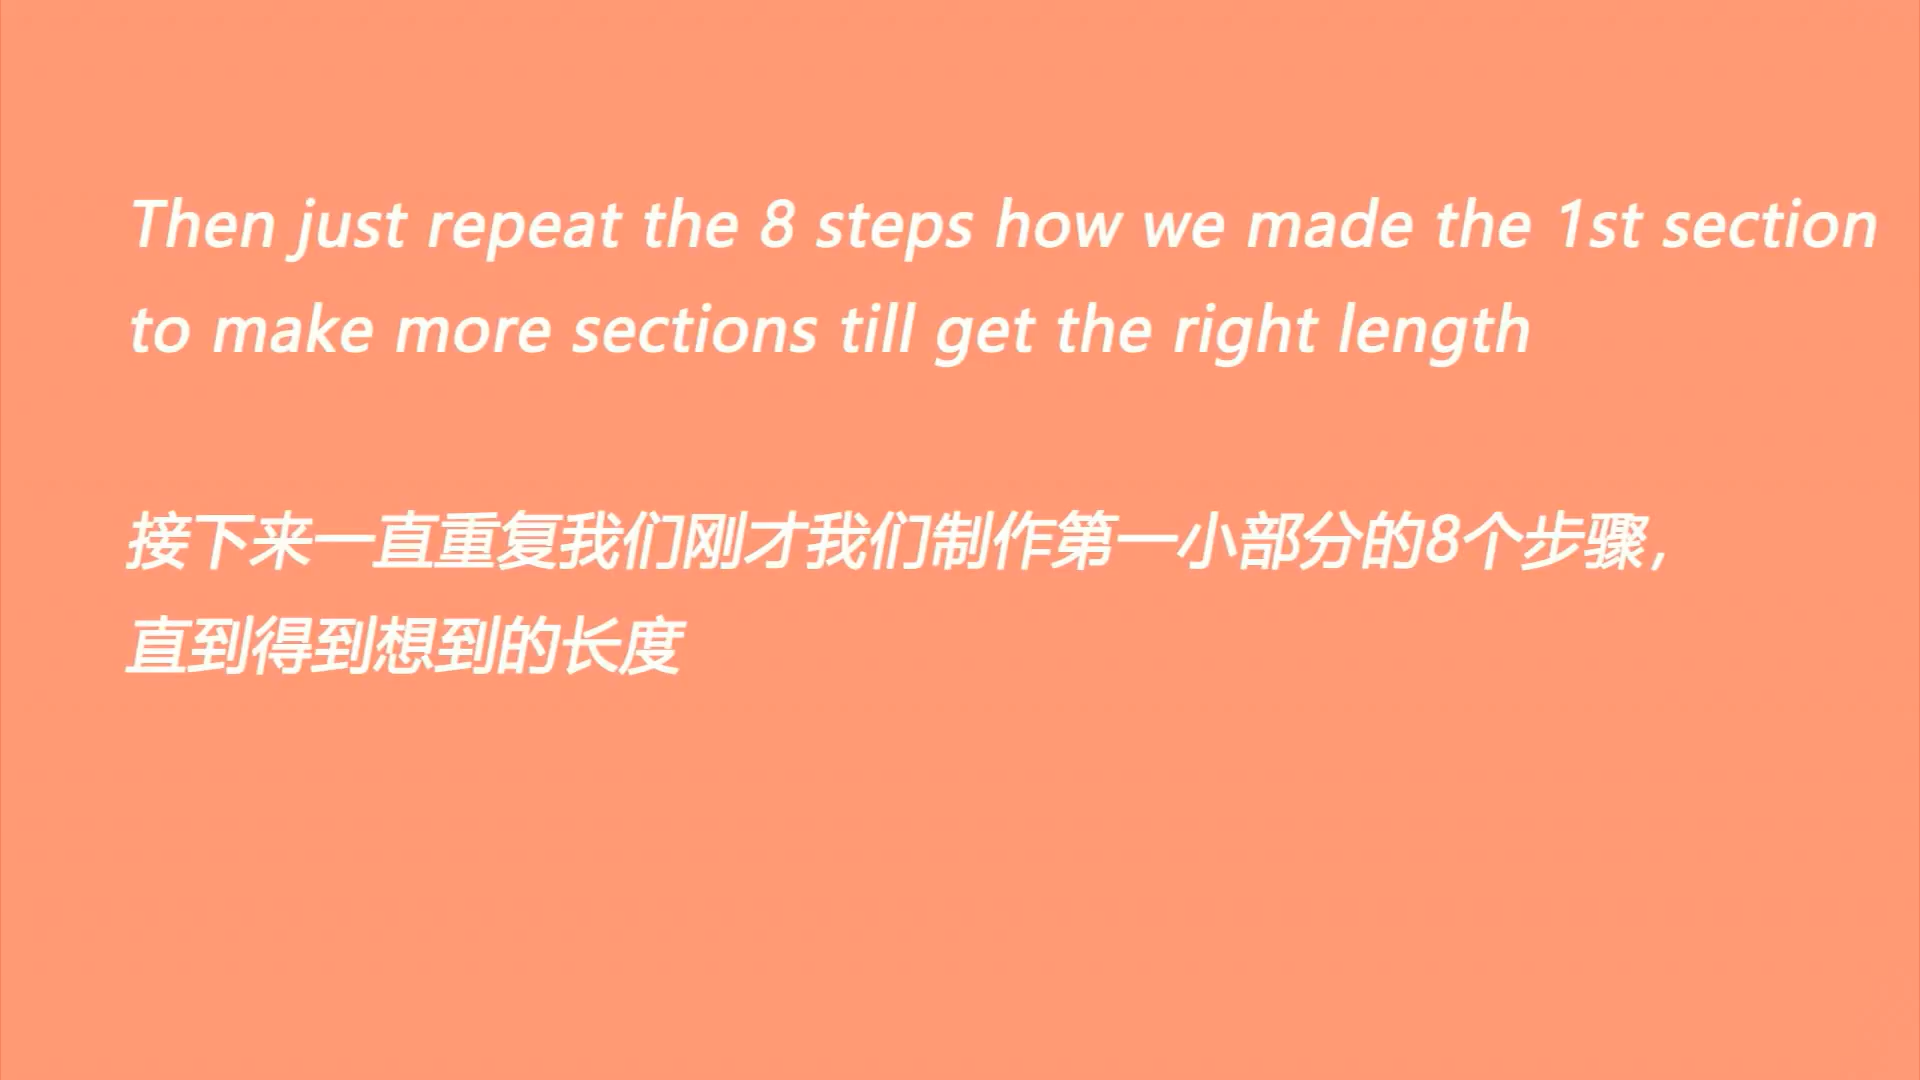 Then just repeat the 8 steps how we made the 1st section
to make more sections till get the right length
接下来一直重复我们刚才我们制作第一小部分的8个步骤，
直到得到想到的长度